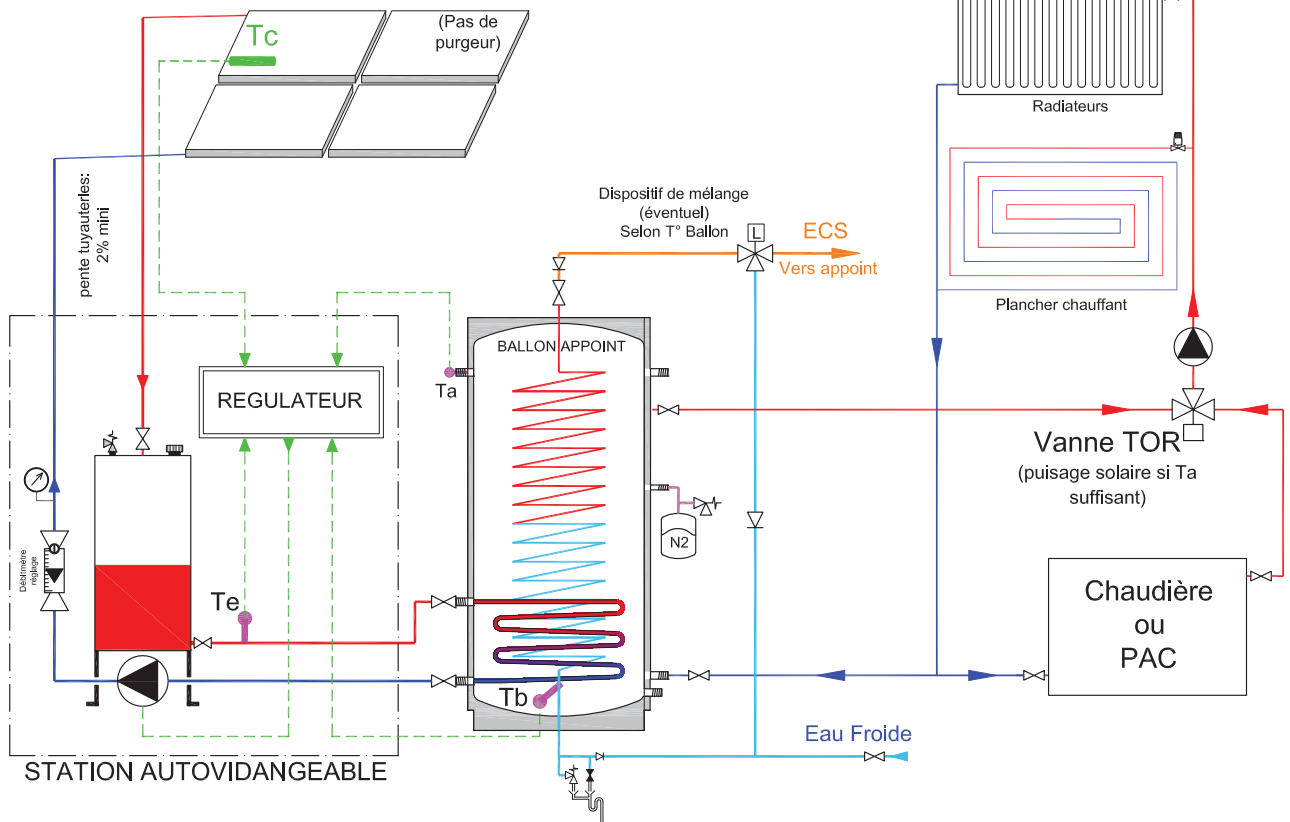 Tc
(Pas de
purgeur)
Radiateurs
pente tuyauteries:
2% mini
Dispositif de mélange
(éventuel)
Selon T° Ballon
L
ECS
Vers appoint
Plancher chauffant
BALLON APPOINT
Ta
REGULATEUR
Vanne TOR
(puisage solaire si Ta
suffisant)
N2
Débitmètre
réglage
Te
Chaudière
ou
PAC
Tb
Eau Froide
STATION AUTOVIDANGEABLE